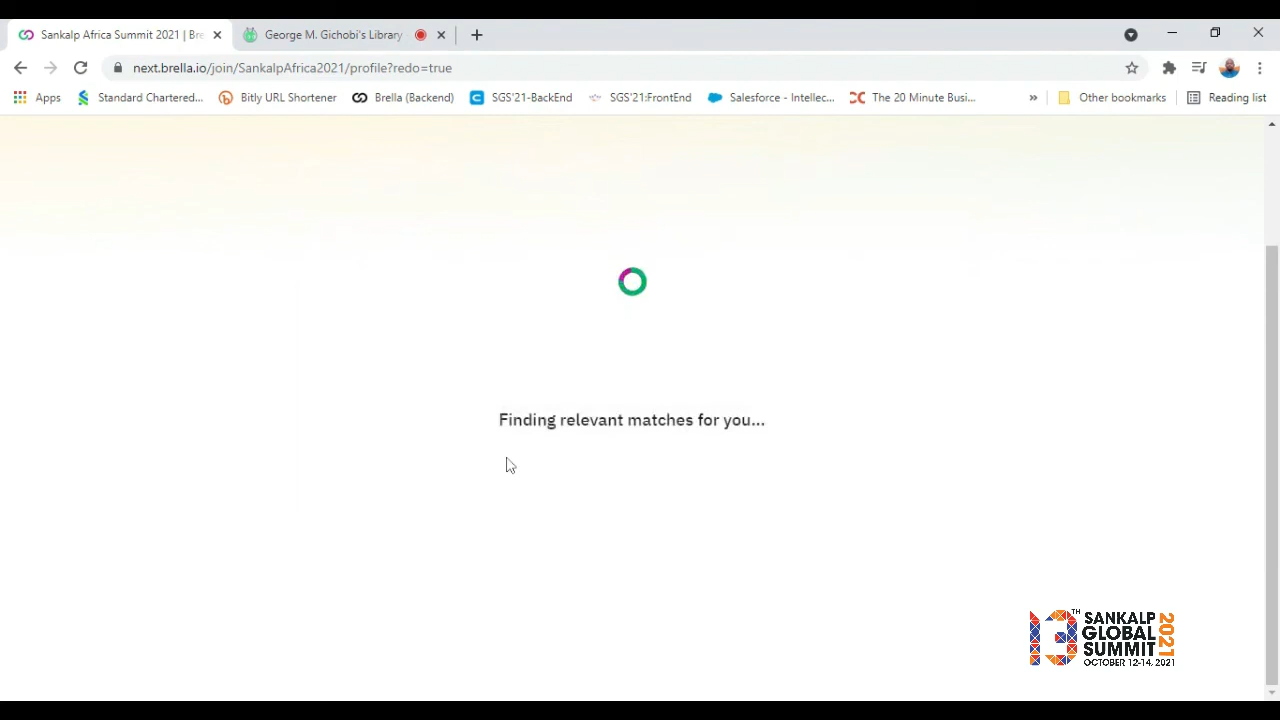 Sankalp Africa Summit 2021 | Bre
George M. Gichobi's Library
next.brella.io/join/SankalpAfrica2021/profile?redo=true
Apps
Standard Chartered...
Bitly URL Shortener
Brella (Backend)
SGS'21-BackEnd
SGS'21:FrontEnd
Salesforce - Intellec...
The 20 Minute Busi...
»
Other bookmarks
Reading list
Finding relevant matches for you...
13TH
SANKALP
GLOBAL
SUMMIT
2021
OCTOBER 12-14, 2021